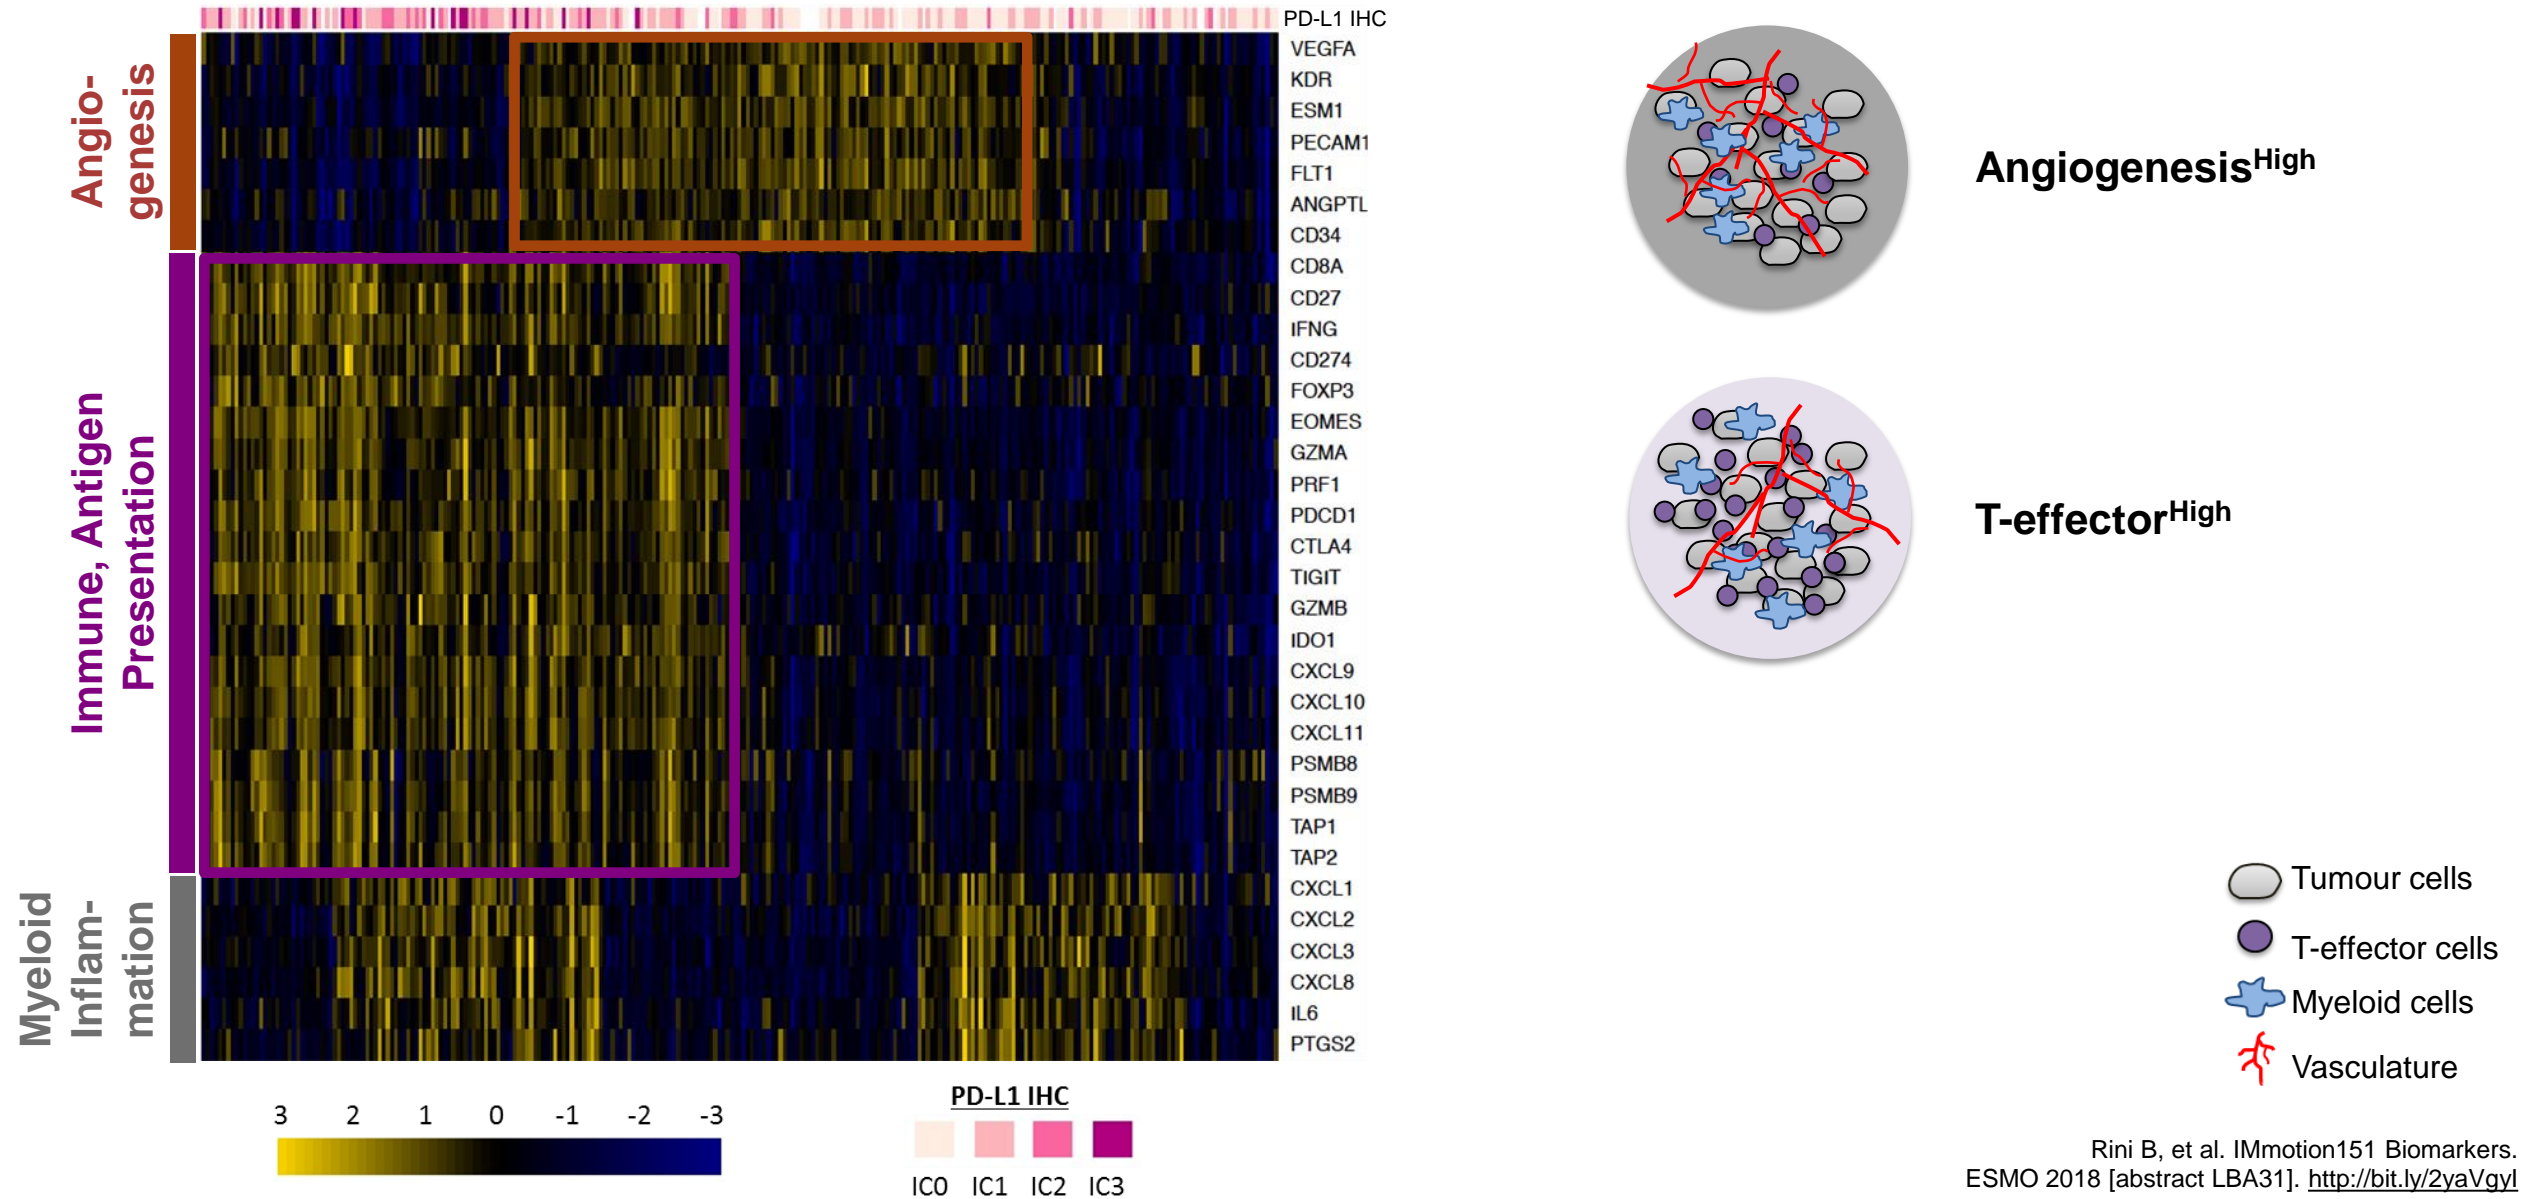 PD-L1 IHC
Angio-
genesis
Immune, Antigen
Presentation
Myeloid
Inflam-
mation
VEGFA
KDR
ESM1
PECAM1
FLT1
ANGPTL
CD34
CD8A
CD27
IFNG
CD274
FOXP3
EOMES
GZMA
PRF1
PDCD1
CTLA4
TIGIT
GZMB
IDO1
CXCL9
CXCL10
CXCL11
PSMB8
PSMB9
TAP1
TAP2
CXCL1
CXCL2
CXCL3
CXCL8
IL6
PTGS2
3 2 1 0 -1 -2 -3
PD-L1 IHC
IC0 IC1 IC2 IC3
AngiogenesisHigh
T-effectorHigh
Tumour cells
T-effector cells
Myeloid cells
Vasculature
Rini B, et al. IMmotion151 Biomarkers.
ESMO 2018 [abstract LBA31]. http://bit.ly/2yaVgyI